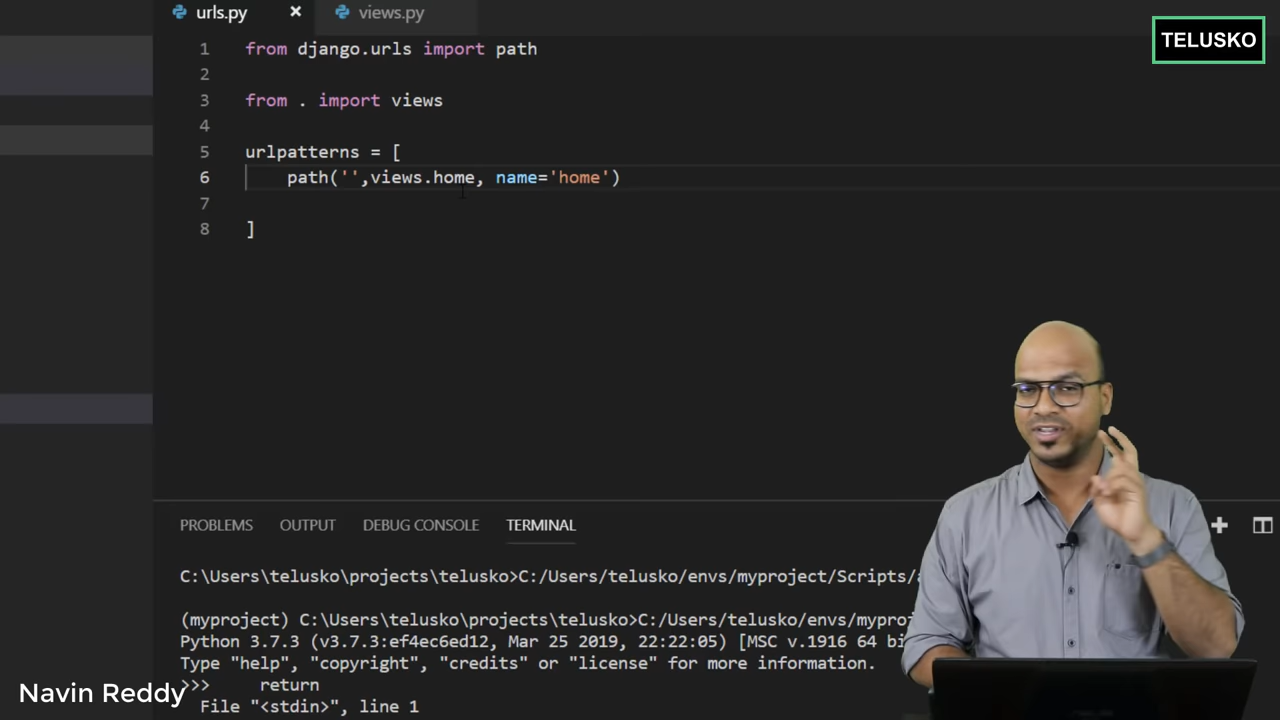 urls.py
views.py
TELUSKO
1 from django.urls import path
2
3 from . import views
4
5 urlpatterns = [
6 path('',views.home, name='home')
7
8 ]
PROBLEMS OUTPUT DEBUG CONSOLE TERMINAL
C:\Users\telusko\projects\telusko>C:/Users/telusko/envs/myproject/Scripts/
(myproject) C:\Users\telusko\projects\telusko>C:/Users/telusko/envs/
Python 3.7.3 (v3.7.3:ef4ec6ed12, Mar 25 2019, 22:22:05) [MSC v.1916 64
Type "help", "copyright", "credits" or "license" for more information.
>>> return
File "<stdin>", line 1
Navin Reddy